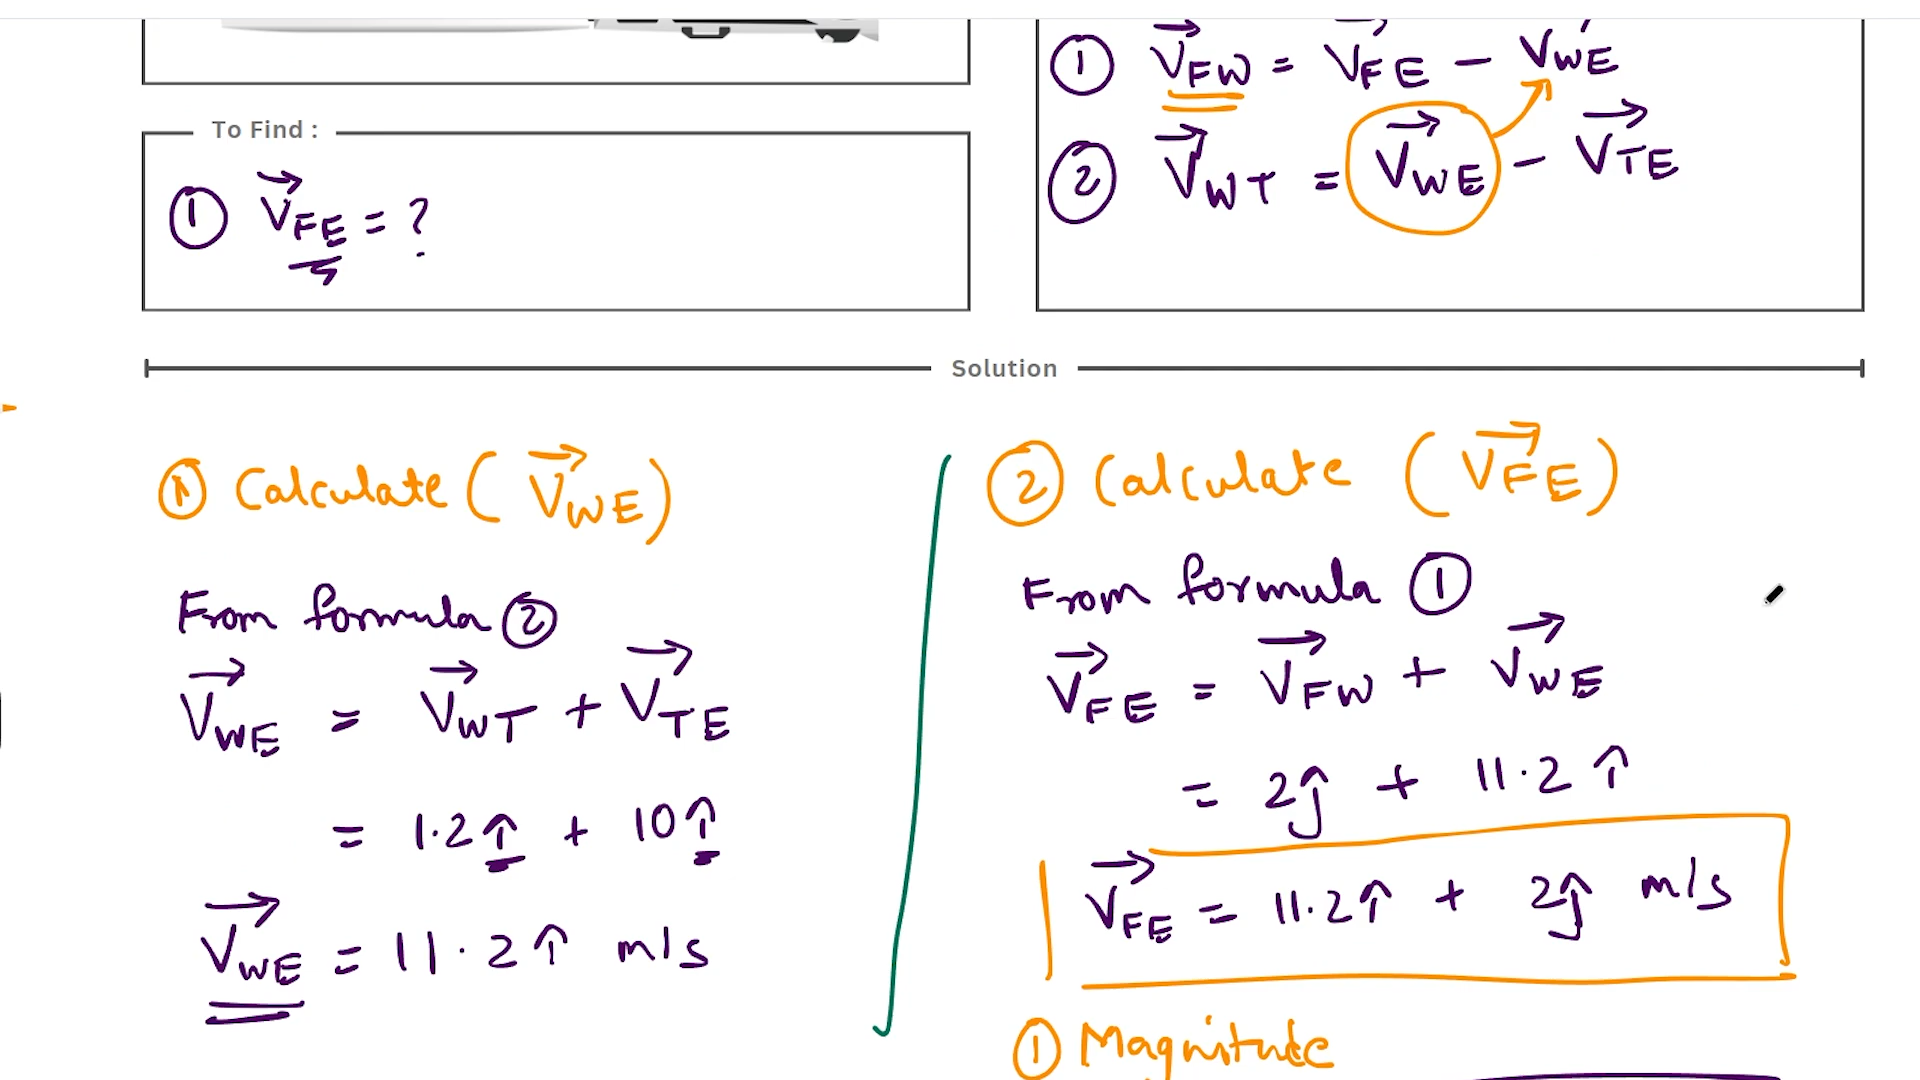 ① V⃗FW = V⃗FE − V⃗WE
② V⃗WT = V⃗WE − V⃗TE
To Find :
① V⃗FE = ?
Solution
① Calculate (V⃗WE)
From formula ②
V⃗WE = V⃗WT + V⃗TE
= 1.2î + 10î
V⃗WE = 11.2î m/s
② Calculate (V⃗FE)
From formula ①
V⃗FE = V⃗FW + V⃗WE
= 2ĵ + 11.2î
V⃗FE = 11.2î + 2ĵ m/s
① Magnitude